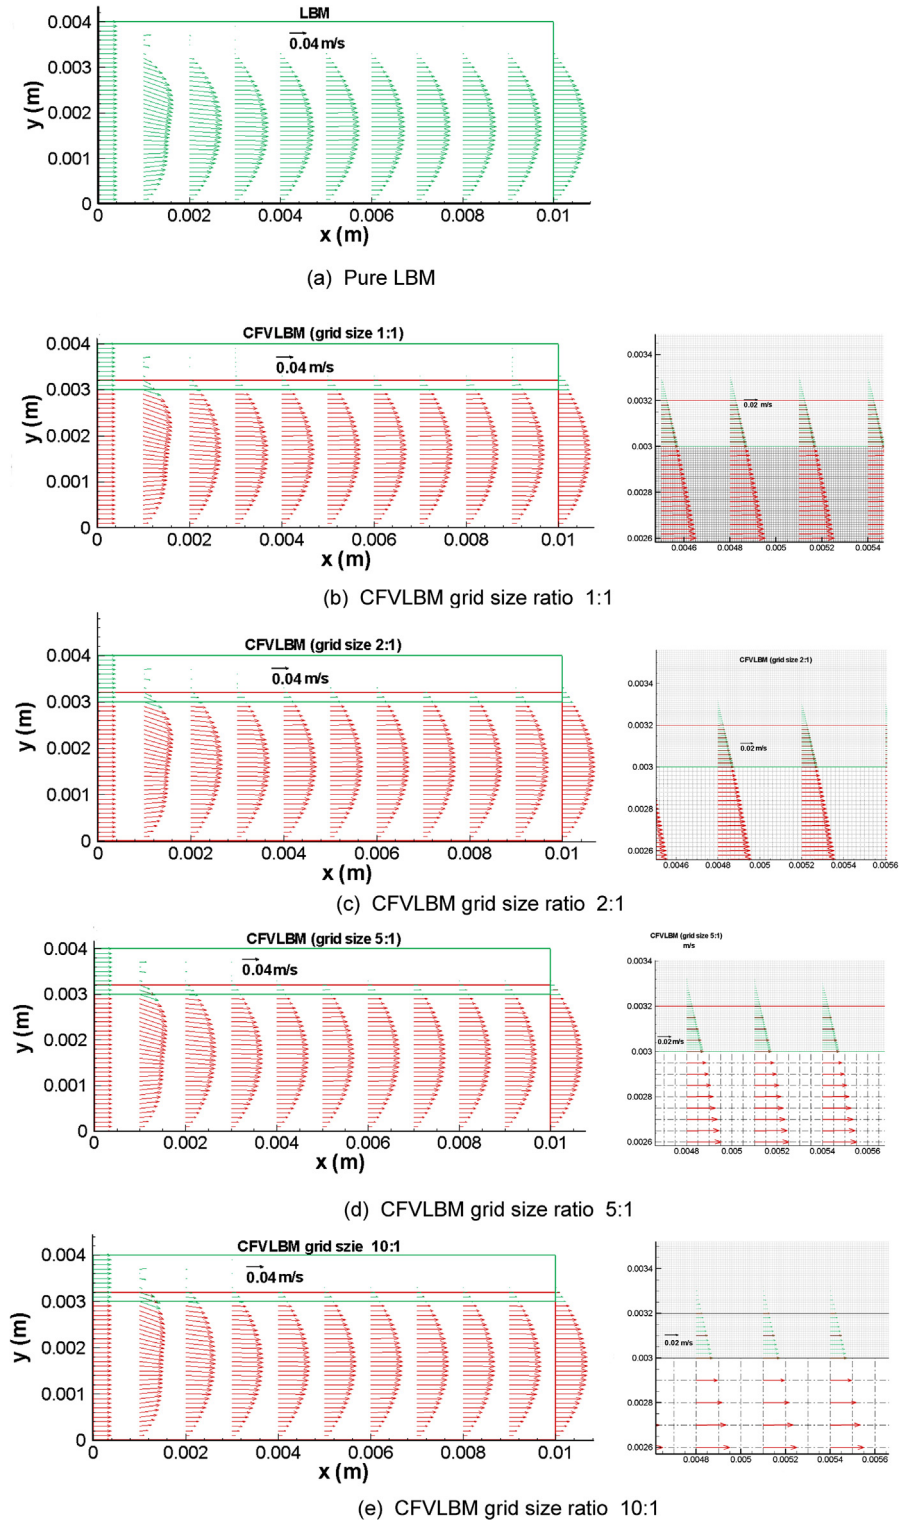 LBM
0.04 m/s
0.004
0.003
0.002
0.001
0
y (m)
0.002 0.004 0.006 0.008 0.01
x (m)
(a) Pure LBM
CFVLBM (grid size 1:1)
0.04 m/s
0.004
0.003
0.002
0.001
0
y (m)
0 0.002 0.004 0.006 0.008 0.01
x (m)
0.0034
0.0032
0.003
0.0028
0.0026
0.02 m/s
0.0046 0.0048 0.005 0.0052 0.0054
(b) CFVLBM grid size ratio 1:1
CFVLBM (grid size 2:1)
0.04 m/s
0.004
0.003
0.002
0.001
0
y (m)
0 0.002 0.004 0.006 0.008 0.01
x (m)
CFVLBM (grid size 2:1)
0.0034
0.0032
0.003
0.0028
0.0026
0.02 m/s
0.0046 0.0048 0.005 0.0052 0.0054 0.0056
(c) CFVLBM grid size ratio 2:1
CFVLBM (grid size 5:1)
0.04m/s
0.004
0.003
0.002
0.001
0
y (m)
0 0.002 0.004 0.006 0.008 0.01
x (m)
CFVLBM (grid size 5:1)
m/s
0.0034
0.0032
0.003
0.0028
0.0026
0.02 m/s
0.0048 0.005 0.0052 0.0054 0.0056
(d) CFVLBM grid size ratio 5:1
CFVLBM grid szie 10:1
0.04 m/s
0.004
0.003
0.002
0.001
0
y (m)
0 0.002 0.004 0.006 0.008 0.01
x (m)
0.0034
0.0032
0.003
0.0028
0.0026
0.02 m/s
0.0048 0.005 0.0052 0.0054 0.0056
(e) CFVLBM grid size ratio 10:1